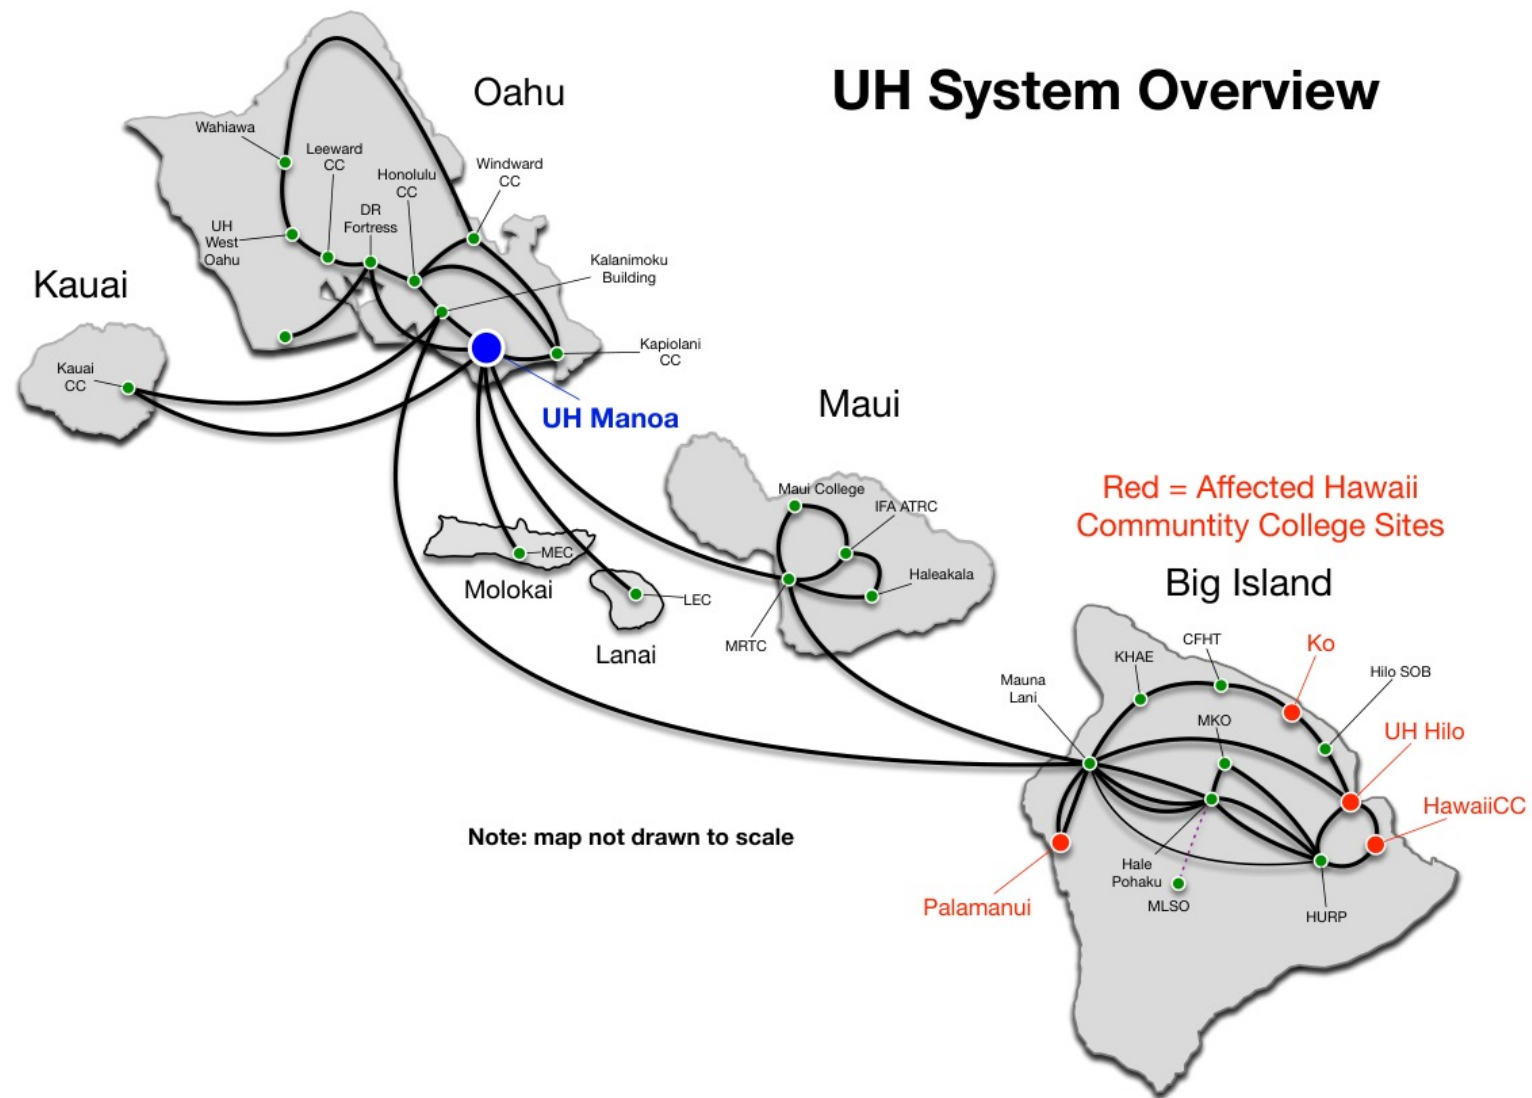 UH System Overview
Oahu
Wahiawa
Leeward
CC
Honolulu
CC
Windward
CC
DR
Fortress
UH
West
Oahu
Kalanimoku
Building
Kauai
Kauai
CC
Kapiolani
CC
UH Manoa
Maui
Maui College
IFA ATRC
Haleakala
MRTC
MEC
Molokai
LEC
Lanai
Red = Affected Hawaii
Communtity College Sites
Big Island
CFHT
Ko
KHAE
Hilo SOB
Mauna
Lani
MKO
UH Hilo
HawaiiCC
Note: map not drawn to scale
Hale
Pohaku
MLSO
Palamanui
HURP